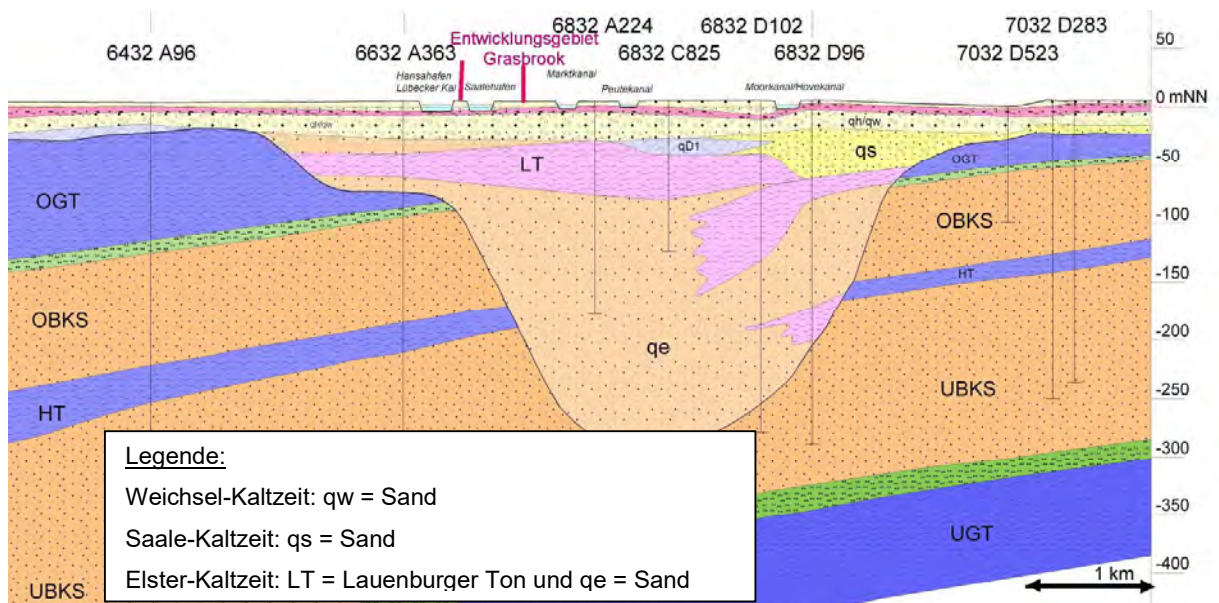 6832 A224 6832 D102 7032 D283
6432 A96 6632 A363 Entwicklungsgebiet 6832 C825 6832 D96 7032 D523
Grasbrook
Hansahafen
Lübecker Kai Saalehafen Marktkanal Peutekanal Moorkanal/Hovekanal
50
0 mNN
qh/qw qh/qw
qD1 qs
LT OGT
-50
OGT
OBKS
-100
HT
-150
OBKS
-200
qe
UBKS
-250
HT
-300
Legende:
Weichsel-Kaltzeit: qw = Sand
Saale-Kaltzeit: qs = Sand
Elster-Kaltzeit: LT = Lauenburger Ton und qe = Sand
-350
UGT
-400
1 km
UBKS